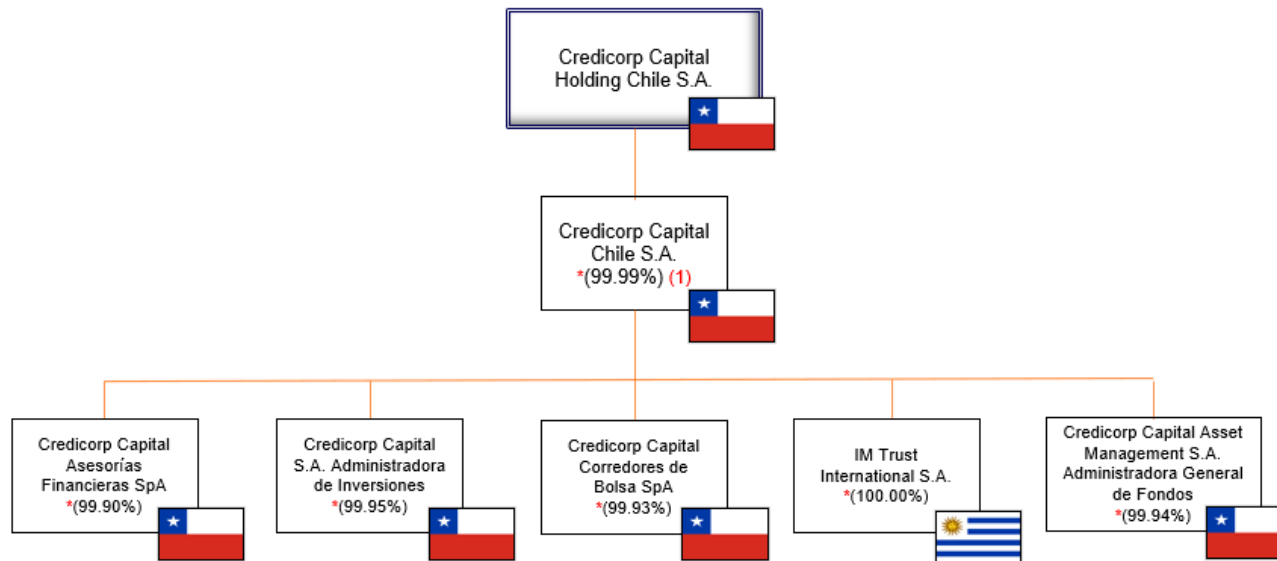 Credicorp Capital
Holding Chile S.A.
Credicorp Capital
Chile S.A.
*(99.99%) (1)
Credicorp Capital
Asesorías
Financieras SpA
*(99.90%)
Credicorp Capital
S.A. Administradora
de Inversiones
*(99.95%)
Credicorp Capital
Corredores de
Bolsa SpA
*(99.93%)
IM Trust
International S.A.
*(100.00%)
Credicorp Capital Asset
Management S.A.
Administradora General
de Fondos
*(99.94%)